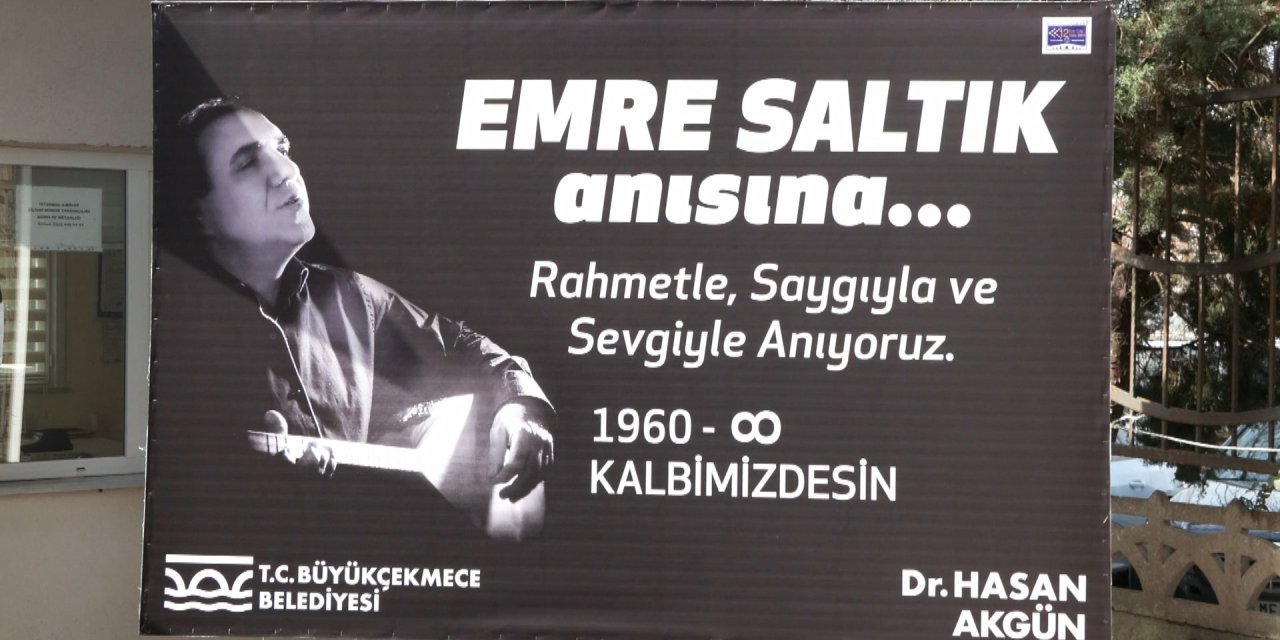 EMRE SALTIK
anısına...
Rahmetle, Saygıyla ve
Sevgiyle Anıyoruz.
1960 - ∞
KALBİMİZDESİN
T.C. BÜYÜKÇEKMECE
BELEDİYESİ
Dr. HASAN
AKGÜN